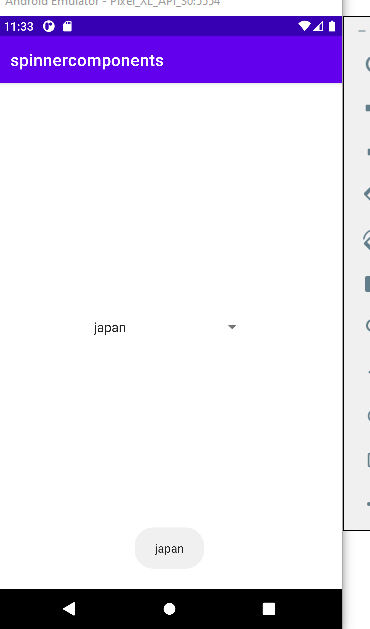 Android Emulator - Pixel_XL_API_30:5554
11:33
spinnercomponents
japan
japan